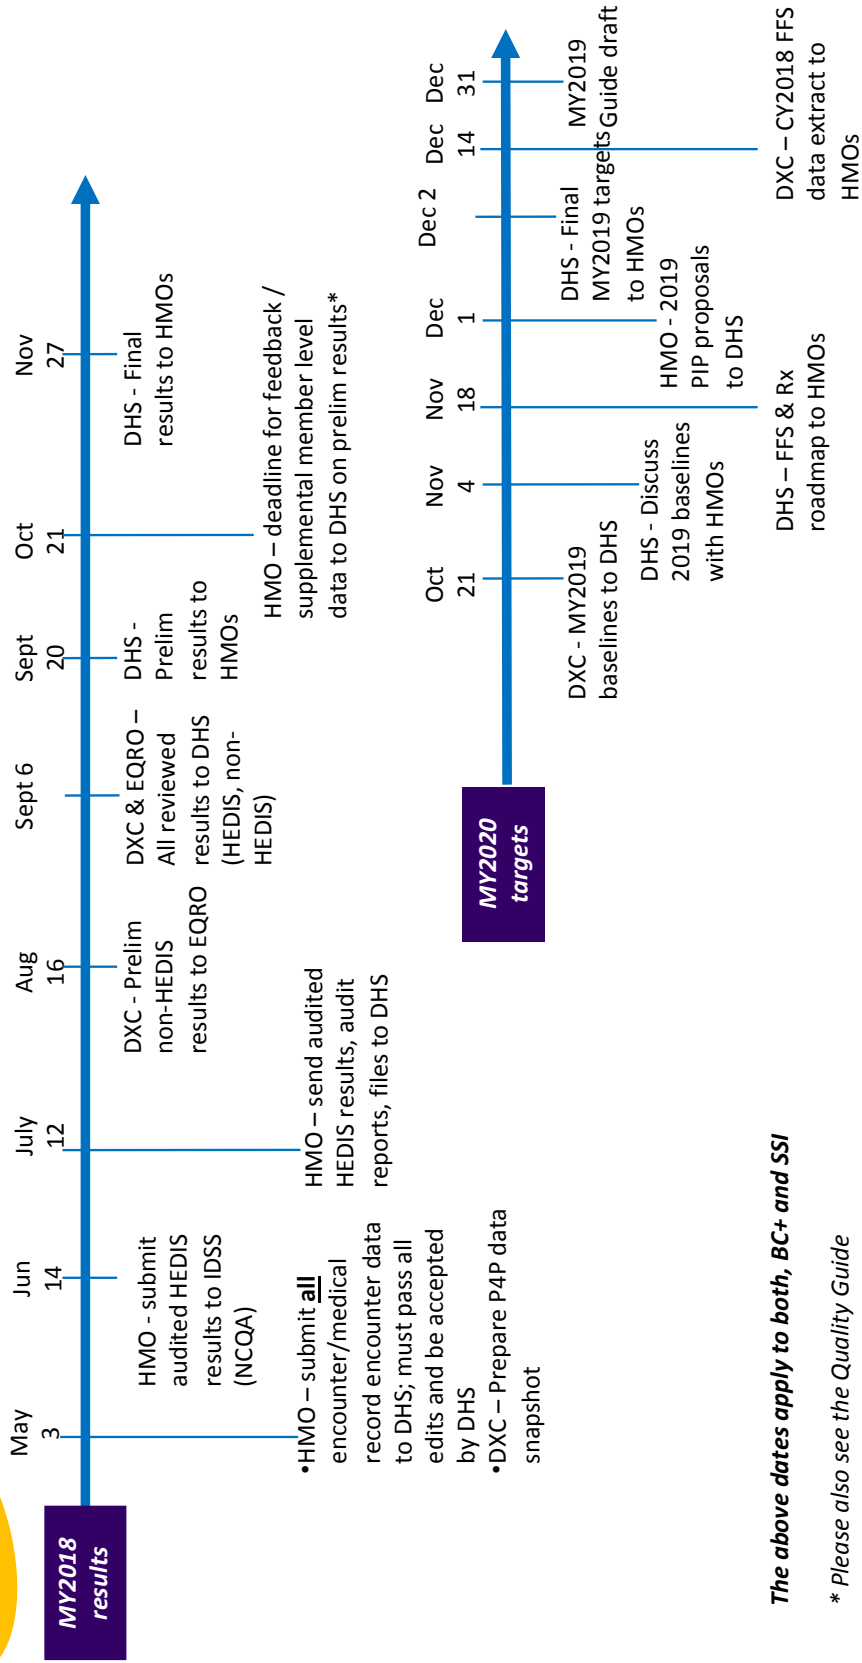 MY2018
results
May
3
•HMO – submit all
encounter/medical
record encounter data
to DHS; must pass all
edits and be accepted
by DHS
•DXC – Prepare P4P data
snapshot
Jun
14
HMO - submit
audited HEDIS
results to IDSS
(NCQA)
July
12
HMO – send audited
HEDIS results, audit
reports, files to DHS
Aug
16
DXC - Prelim
non-HEDIS
results to EQRO
Sept 6
DXC & EQRO –
All reviewed
results to DHS
(HEDIS, non-
HEDIS)
Sept
20
DHS -
Prelim
results to
HMOs
Oct
21
HMO – deadline for feedback /
supplemental member level
data to DHS on prelim results*
Nov
27
DHS - Final
results to HMOs
MY2020
targets
Oct
21
DXC - MY2019
baselines to DHS
Nov
4
DHS - Discuss
2019 baselines
with HMOs
Nov
18
DHS – FFS & Rx
roadmap to HMOs
Dec
1
HMO - 2019
PIP proposals
to DHS
Dec 2
DHS - Final
MY2019 targets
to HMOs
Dec
14
DXC – CY2018 FFS
data extract to
HMOs
Dec
31
MY2019
Guide draft
The above dates apply to both, BC+ and SSI
* Please also see the Quality Guide